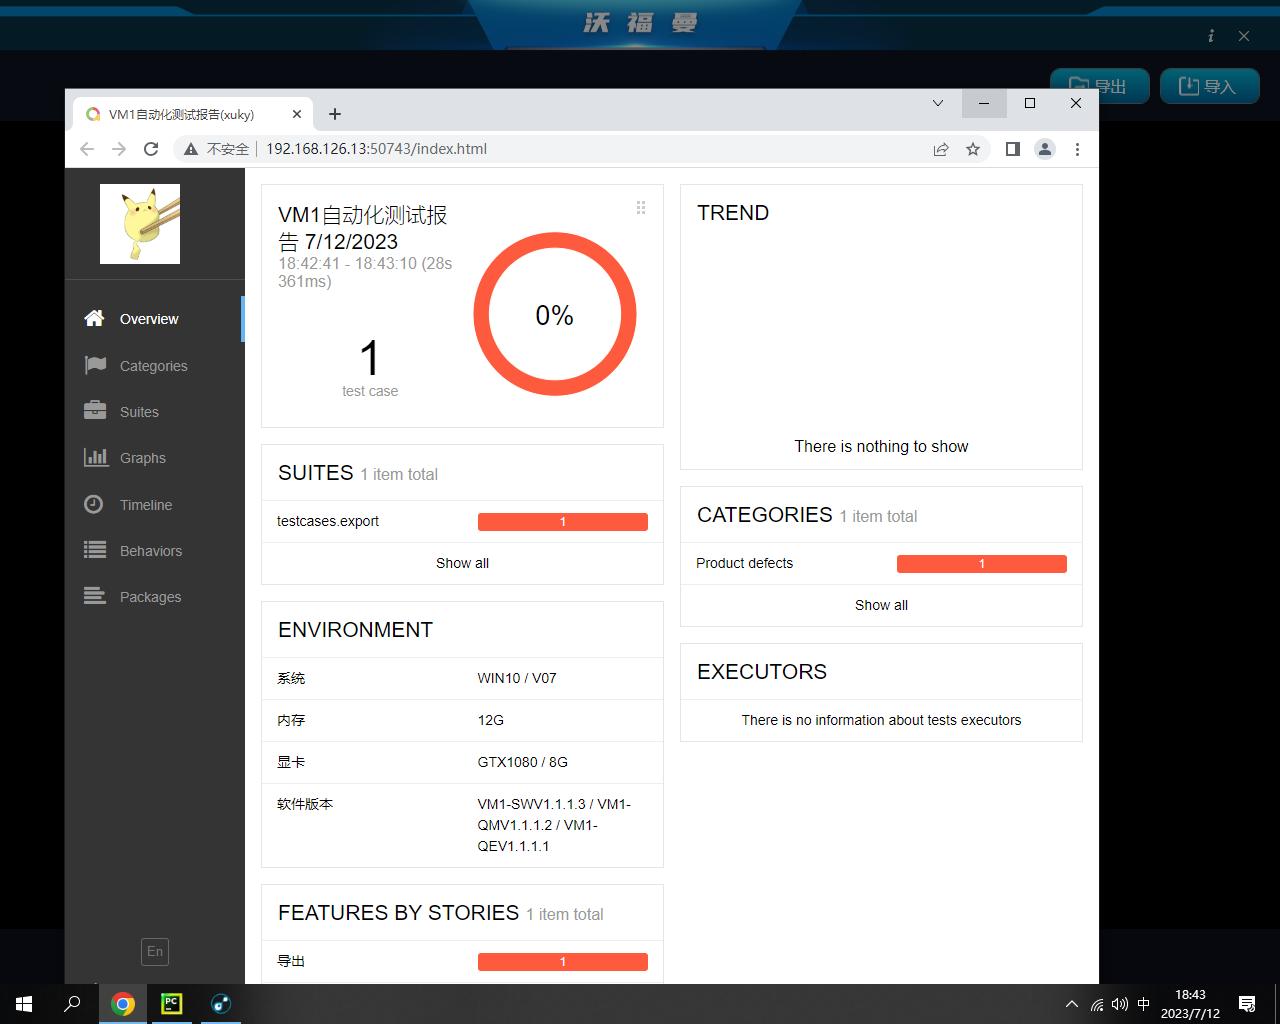 沃 福 曼
i
导出
导入
VM1自动化测试报告(xuky)
不安全
192.168.126.13:50743/index.html
Overview
Categories
Suites
Graphs
Timeline
Behaviors
Packages
En
VM1自动化测试报
告 7/12/2023
18:42:41 - 18:43:10 (28s
361ms)
1
test case
0%
SUITES 1 item total
testcases.export 1
Show all
ENVIRONMENT
系统 WIN10 / V07
内存 12G
显卡 GTX1080 / 8G
软件版本 VM1-SWV1.1.1.3 / VM1-
QMV1.1.1.2 / VM1-
QEV1.1.1.1
FEATURES BY STORIES 1 item total
导出 1
TREND
There is nothing to show
CATEGORIES 1 item total
Product defects 1
Show all
EXECUTORS
There is no information about tests executors
PC
中
18:43
2023/7/12